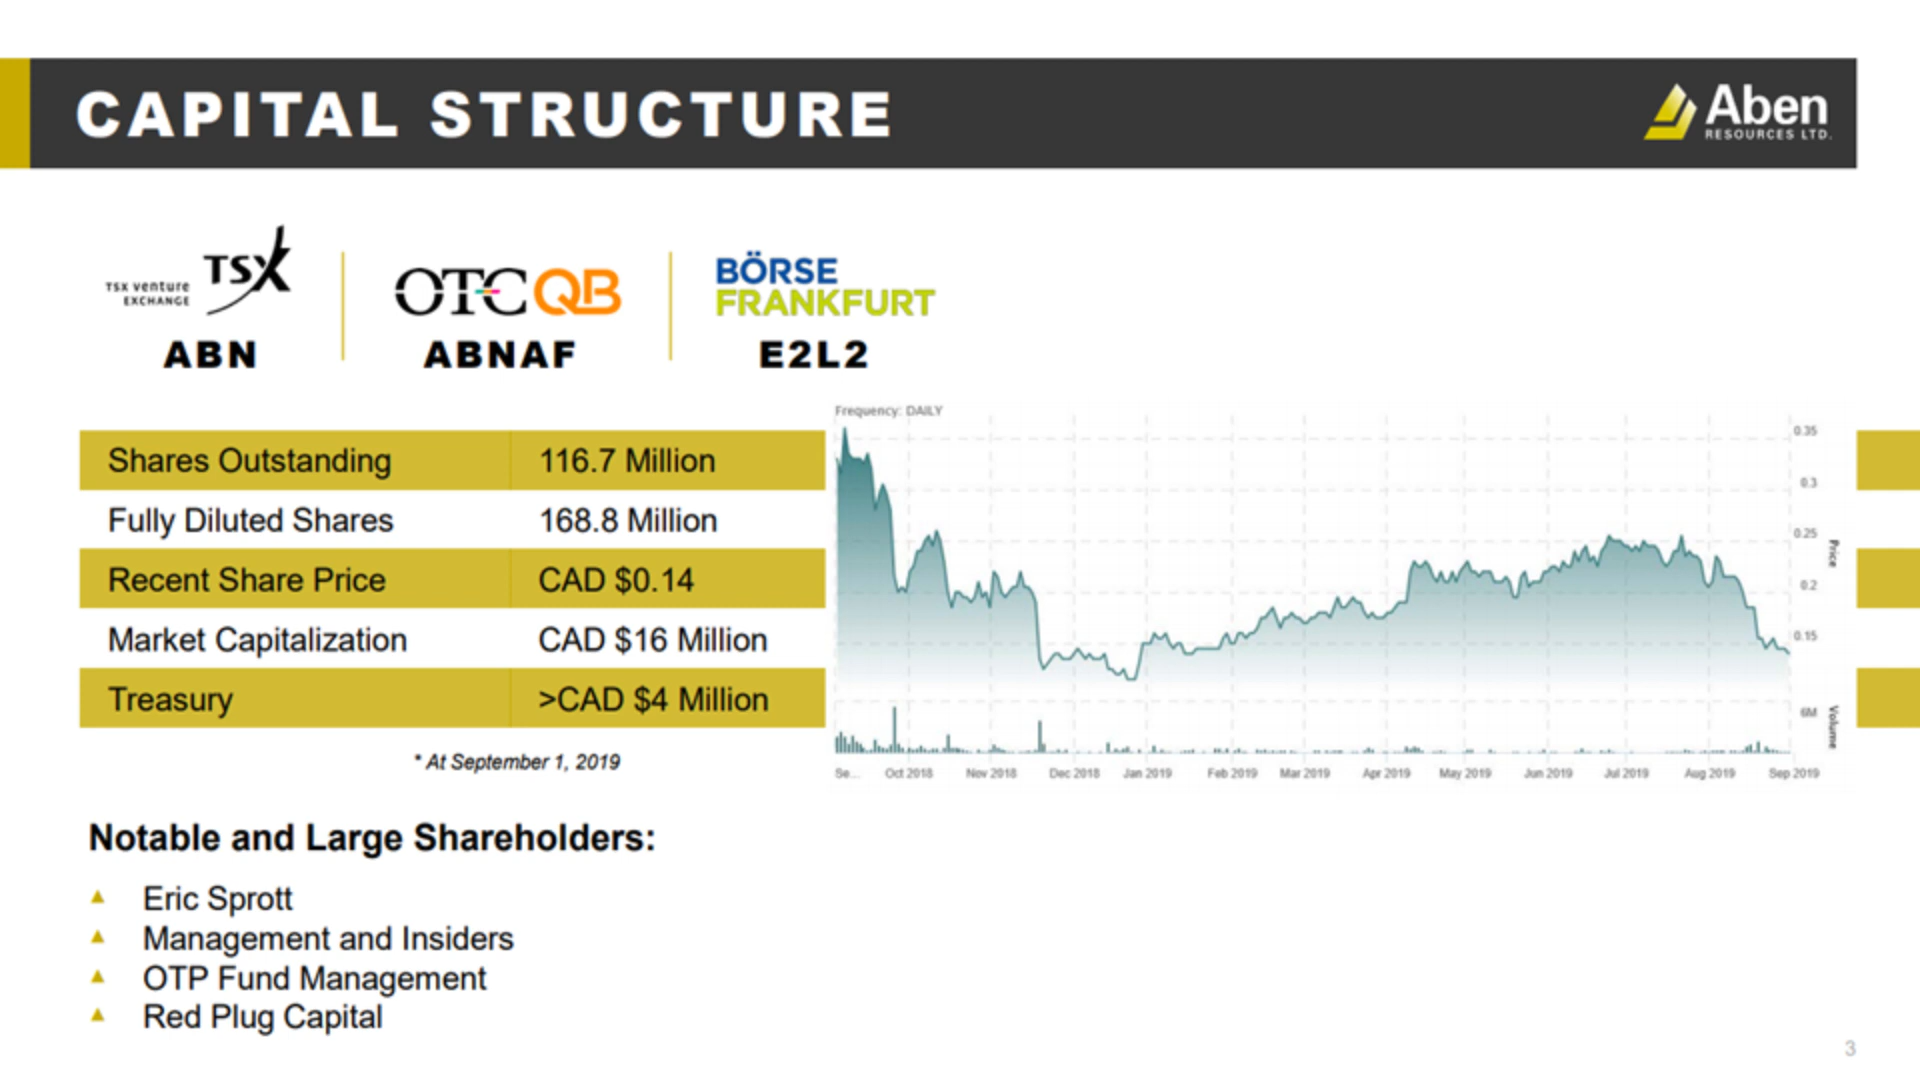 CAPITAL STRUCTURE
Aben
RESOURCES LTD.
TSX venture
EXCHANGE
TSX
OTCQB
BÖRSE
FRANKFURT
ABN
ABNAF
E2L2
Shares Outstanding 116.7 Million
Fully Diluted Shares 168.8 Million
Recent Share Price CAD $0.14
Market Capitalization CAD $16 Million
Treasury >CAD $4 Million
* At September 1, 2019
Frequency: DAILY
0.35
0.3
0.25
0.2
0.15
Price
6M
Volume
Se... Oct 2018 Nov 2018 Dec 2018 Jan 2019 Feb 2019 Mar 2019 Apr 2019 May 2019 Jun 2019 Jul 2019 Aug 2019 Sep 2019
Notable and Large Shareholders:
Eric Sprott
Management and Insiders
OTP Fund Management
Red Plug Capital
3